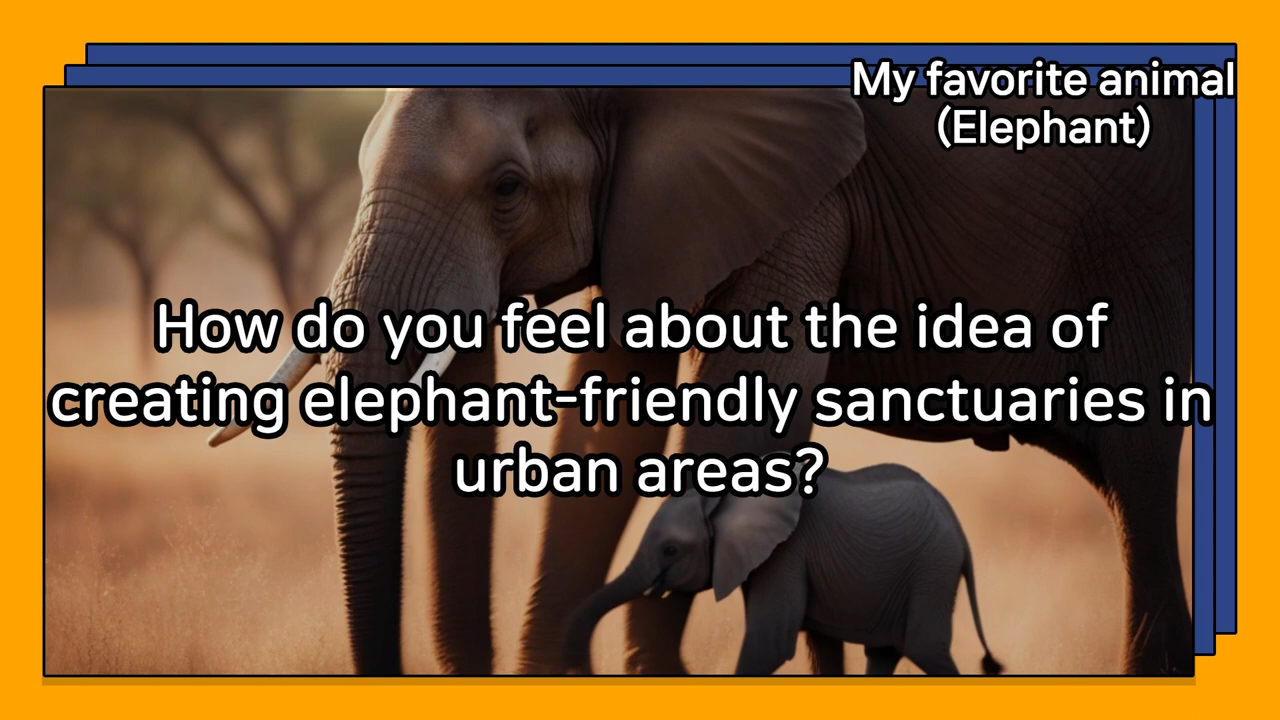 My favorite animal
(Elephant)
How do you feel about the idea of
creating elephant-friendly sanctuaries in
urban areas?